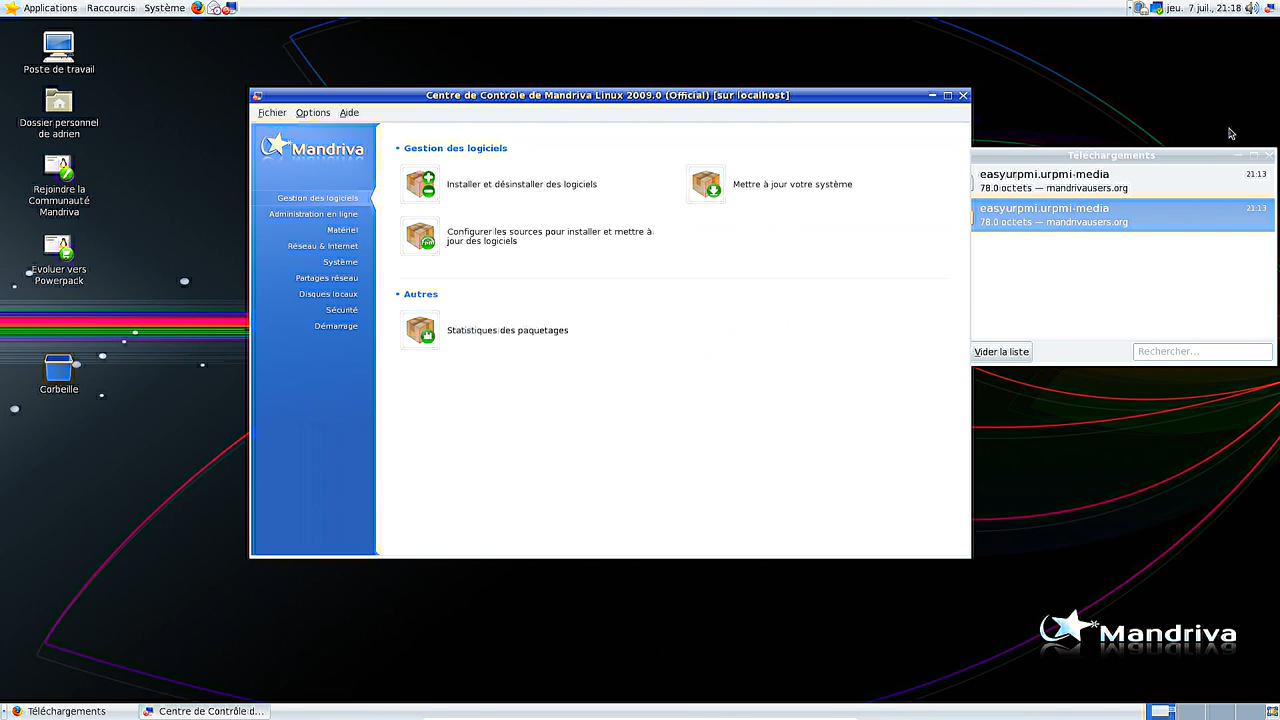 Applications Raccourcis Système
jeu. 7 juil., 21:18
Poste de travail
Dossier personnel
de adrien
Rejoindre la
Communauté
Mandriva
Evoluer vers
Powerpack
Corbeille
Centre de Contrôle de Mandriva Linux 2009.0 (Official) [sur localhost]
Fichier Options Aide
Mandriva
Gestion des logiciels
Administration en ligne
Matériel
Réseau & Internet
Système
Partages réseau
Disques locaux
Sécurité
Démarrage
Gestion des logiciels
Installer et désinstaller des logiciels
Mettre à jour votre système
Configurer les sources pour installer et mettre à
jour des logiciels
Autres
Statistiques des paquetages
Téléchargements
easyurpmi.urpmi-media 21:13
78.0 octets — mandrivausers.org
easyurpmi.urpmi-media 21:13
78.0 octets — mandrivausers.org
Vider la liste
Rechercher...
Mandriva
Téléchargements
Centre de Contrôle d...